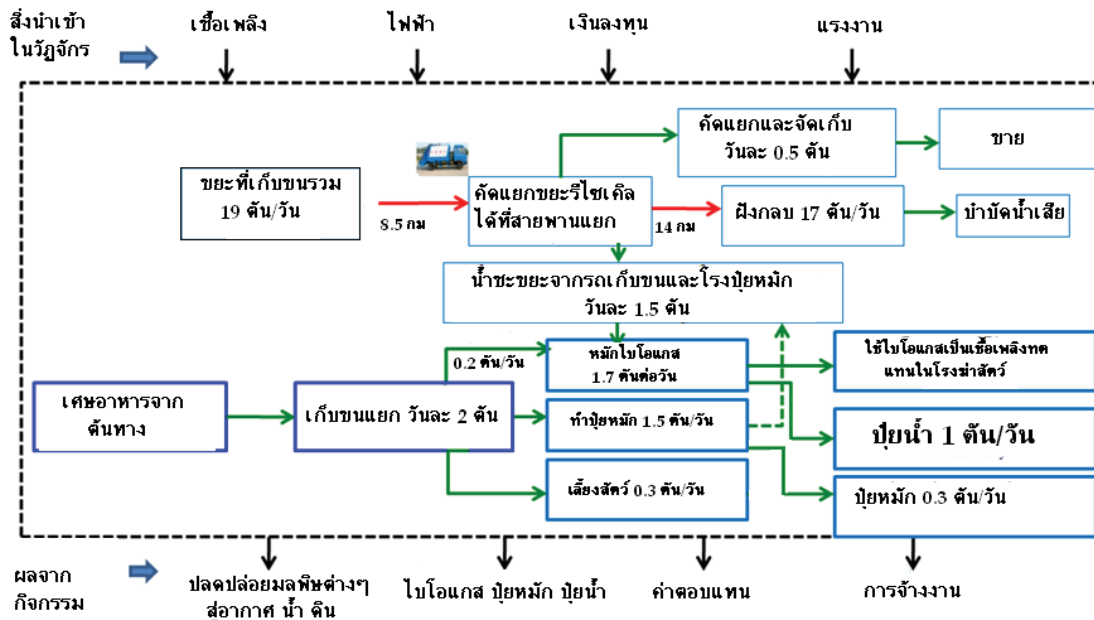 สิ่งนำเข้า
ในวัฏจักร
เชื้อเพลิง
ไฟฟ้า
เงินลงทุน
แรงงาน
คัดแยกและจัดเก็บ
วันละ 0.5 ตัน
ขาย
ขยะที่เก็บขนรวม
19 ตัน/วัน
8.5 กม
คัดแยกขยะรีไซเคิล
ได้ที่สายพานแยก
14 กม
ฝังกลบ 17 ตัน/วัน
บำบัดน้ำเสีย
น้ำชะขยะจากรถเก็บขนและโรงปุ๋ยหมัก
วันละ 1.5 ตัน
0.2 ตัน/วัน
หมักไบโอแกส
1.7 ตันต่อวัน
ใช้ไบโอแกสเป็นเชื้อเพลิงทด
แทนในโรงฆ่าสัตว์
เศษอาหารจาก
ต้นทาง
เก็บขนแยก วันละ 2 ตัน
ทำปุ๋ยหมัก 1.5 ตัน/วัน
ปุ๋ยน้ำ 1 ตัน/วัน
เลี้ยงสัตว์ 0.3 ตัน/วัน
ปุ๋ยหมัก 0.3 ตัน/วัน
ผลจาก
กิจกรรม
ปลดปล่อยมลพิษต่างๆ
สู่อากาศ น้ำ ดิน
ไบโอแกส ปุ๋ยหมัก ปุ๋ยน้ำ
ค่าตอบแทน
การจ้างงาน